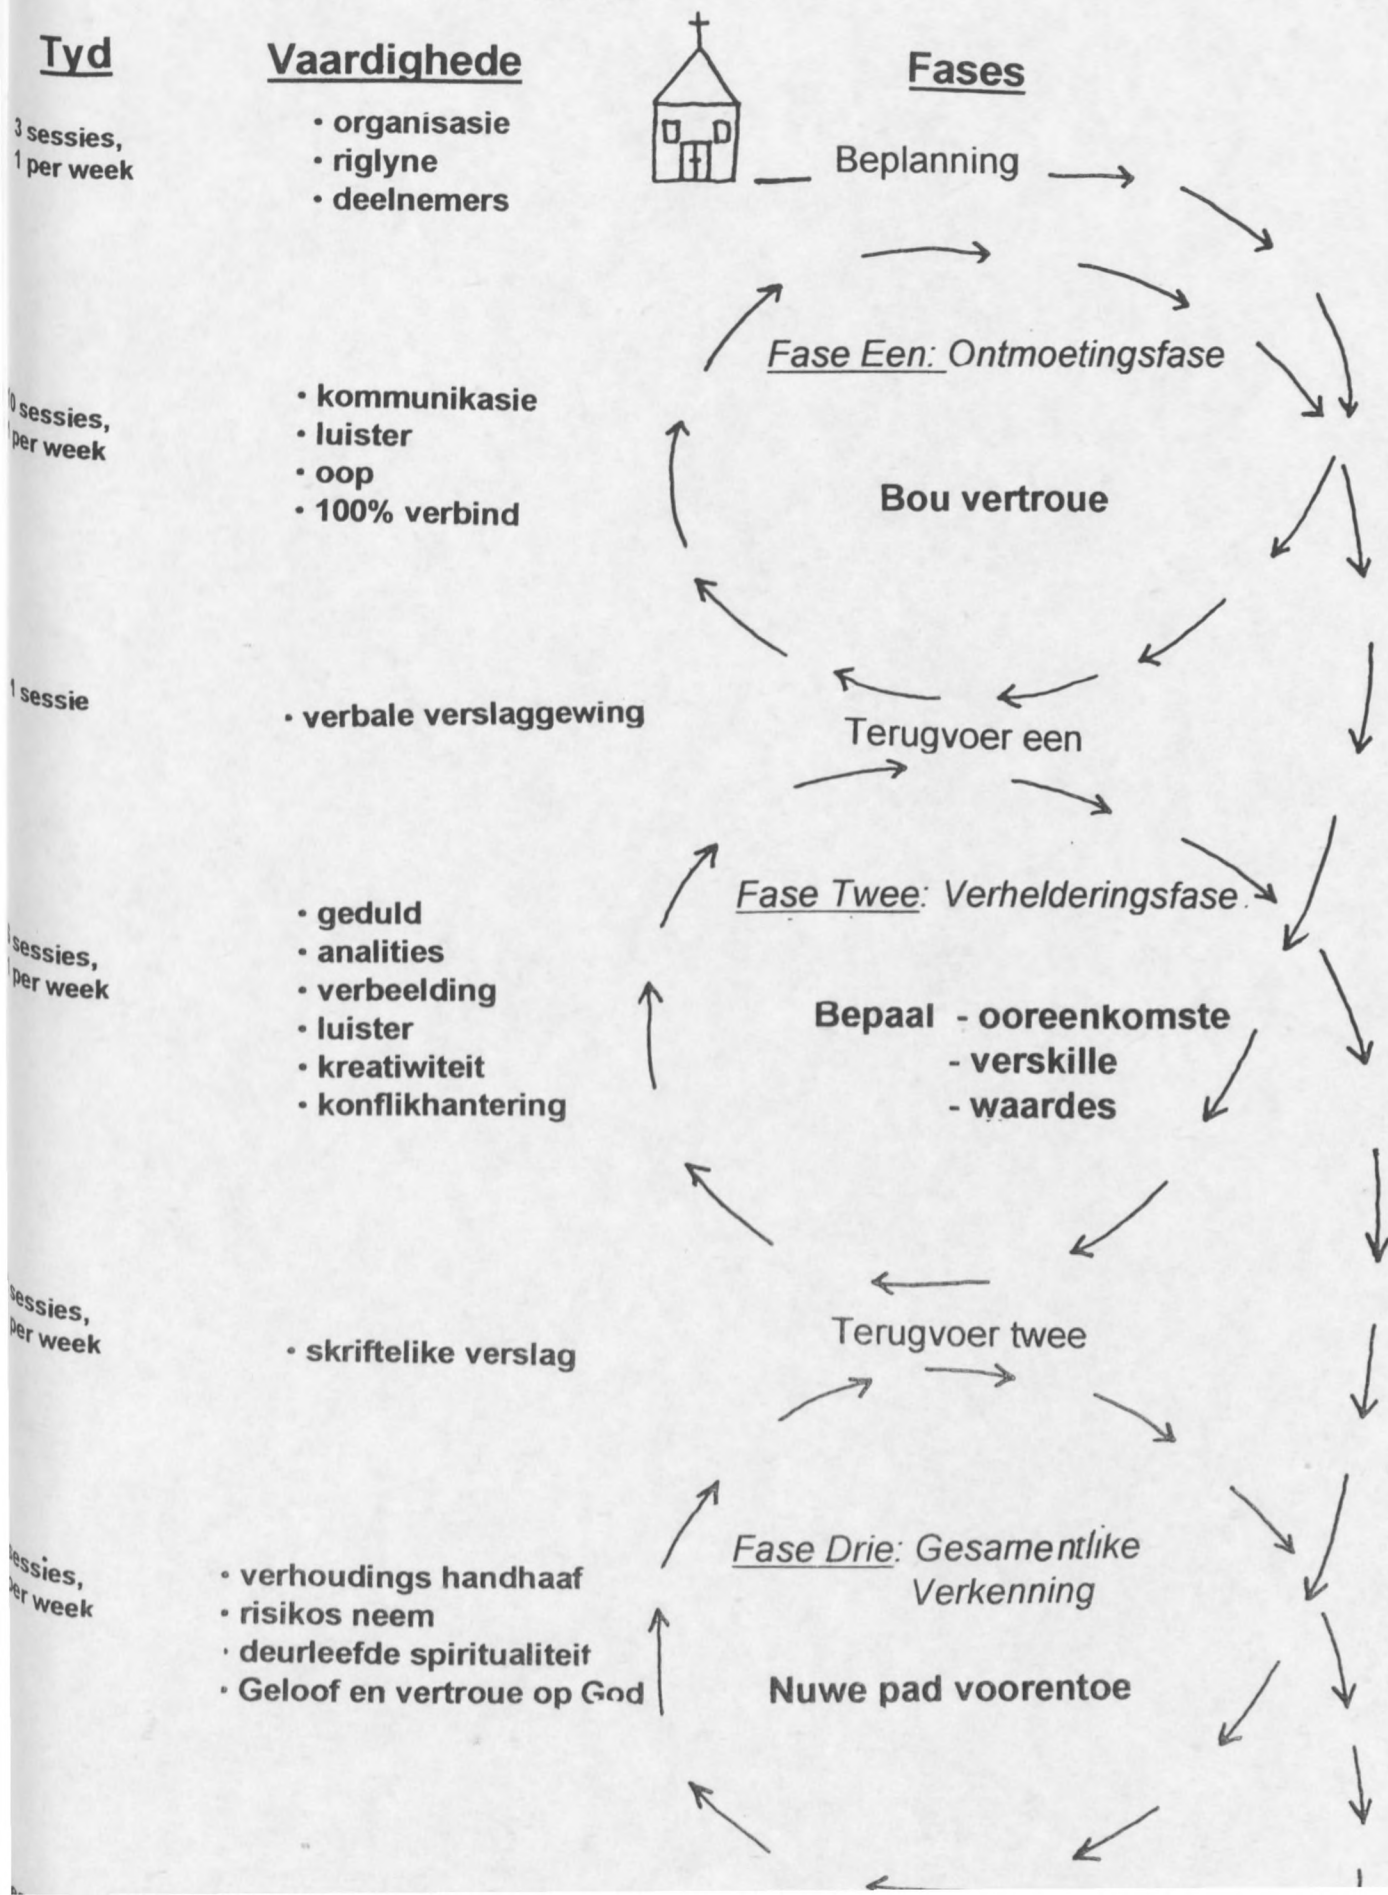 Tyd
Vaardighede
Fases
3 sessies,
1 per week
• organisasie
• riglyne
• deelnemers
Beplanning
Fase Een: Ontmoetingsfase
sessies,
per week
• kommunikasie
• luister
• oop
• 100% verbind
Bou vertroue
1 sessie
• verbale verslaggewing
Terugvoer een
Fase Twee: Verhelderingsfase
sessies,
per week
• geduld
• analities
• verbeelding
• luister
• kreatiwiteit
• konflikhantering
Bepaal - ooreenkomste
- verskille
- waardes
sessies,
per week
• skriftelike verslag
Terugvoer twee
Fase Drie: Gesamentlike
Verkenning
essies,
er week
• verhoudings handhaaf
• risikos neem
• deurleefde spiritualiteit
• Geloof en vertroue op God
Nuwe pad voorentoe